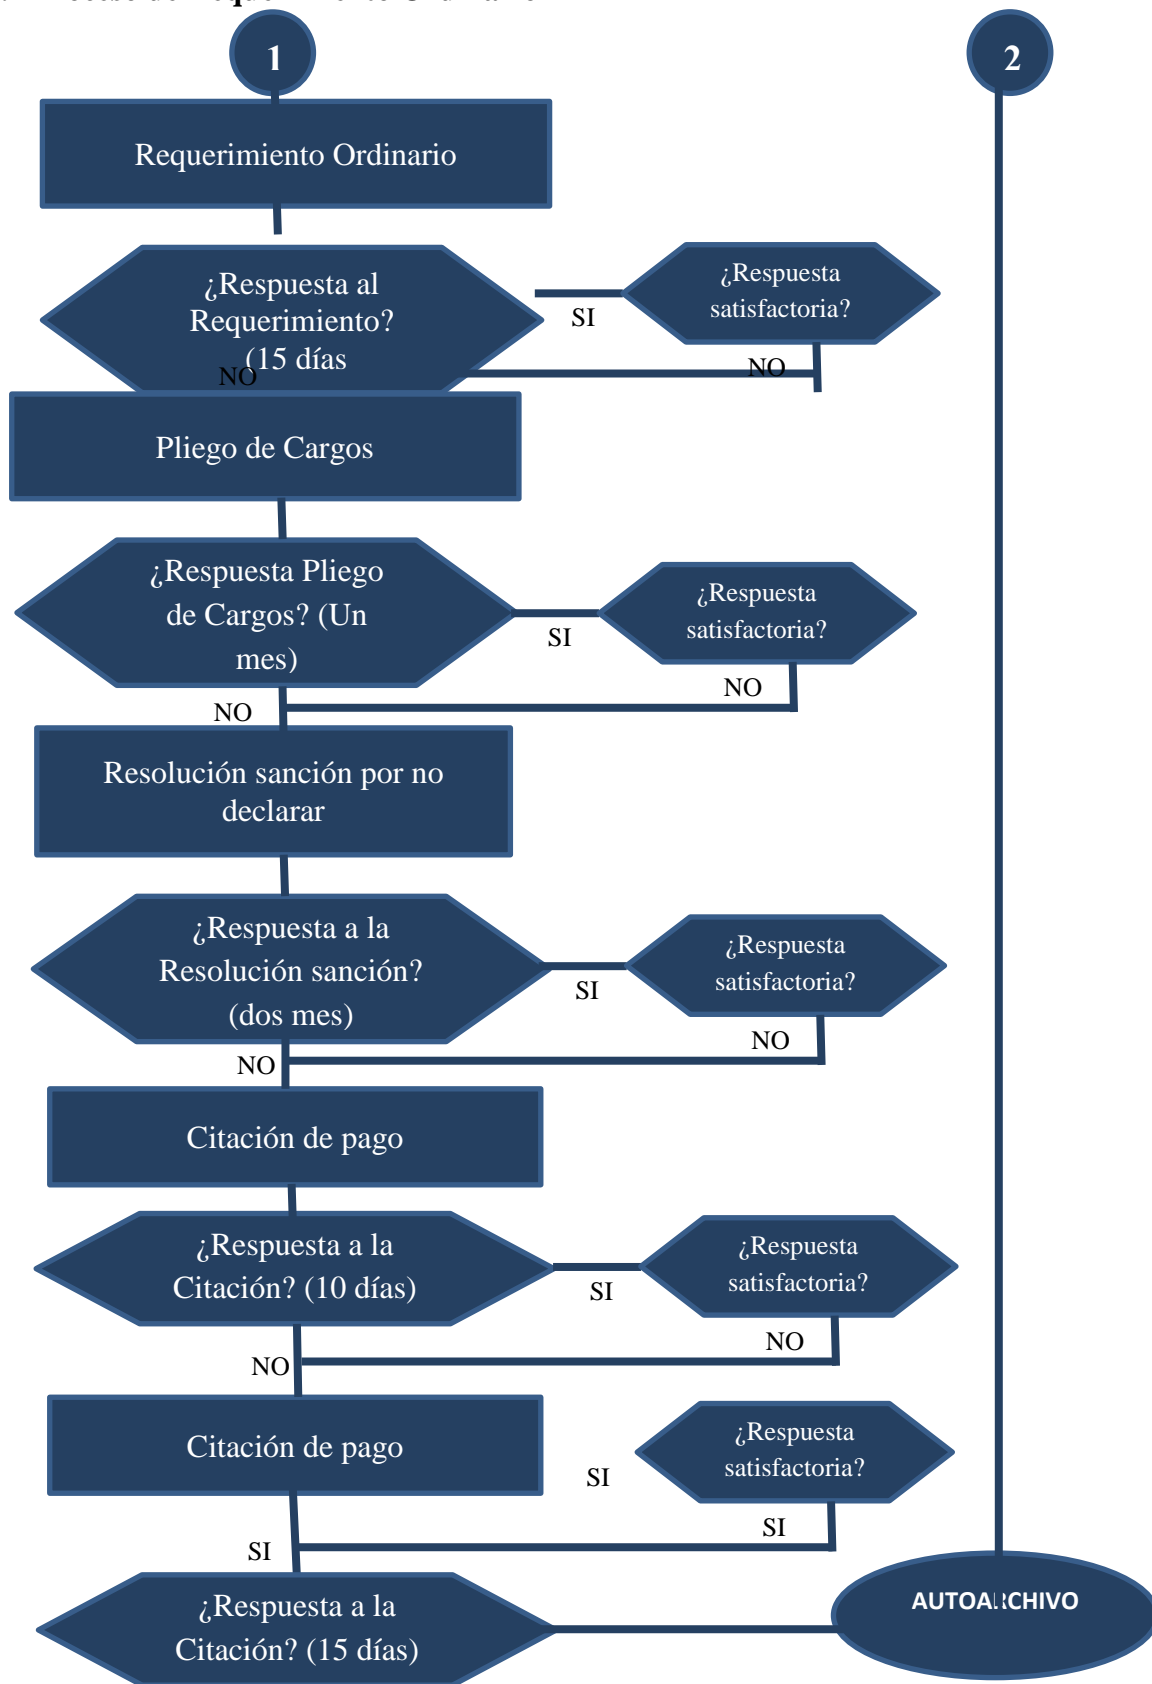 1
2
Requerimiento Ordinario
¿Respuesta al
Requerimiento?
(15 días
SI
¿Respuesta
satisfactoria?
NO
NO
Pliego de Cargos
¿Respuesta Pliego
de Cargos? (Un
mes)
SI
¿Respuesta
satisfactoria?
NO
NO
Resolución sanción por no
declarar
¿Respuesta a la
Resolución sanción?
(dos mes)
SI
¿Respuesta
satisfactoria?
NO
NO
Citación de pago
¿Respuesta a la
Citación? (10 días)
SI
¿Respuesta
satisfactoria?
NO
NO
Citación de pago
SI
¿Respuesta
satisfactoria?
SI
SI
¿Respuesta a la
Citación? (15 días)
AUTOARCHIVO